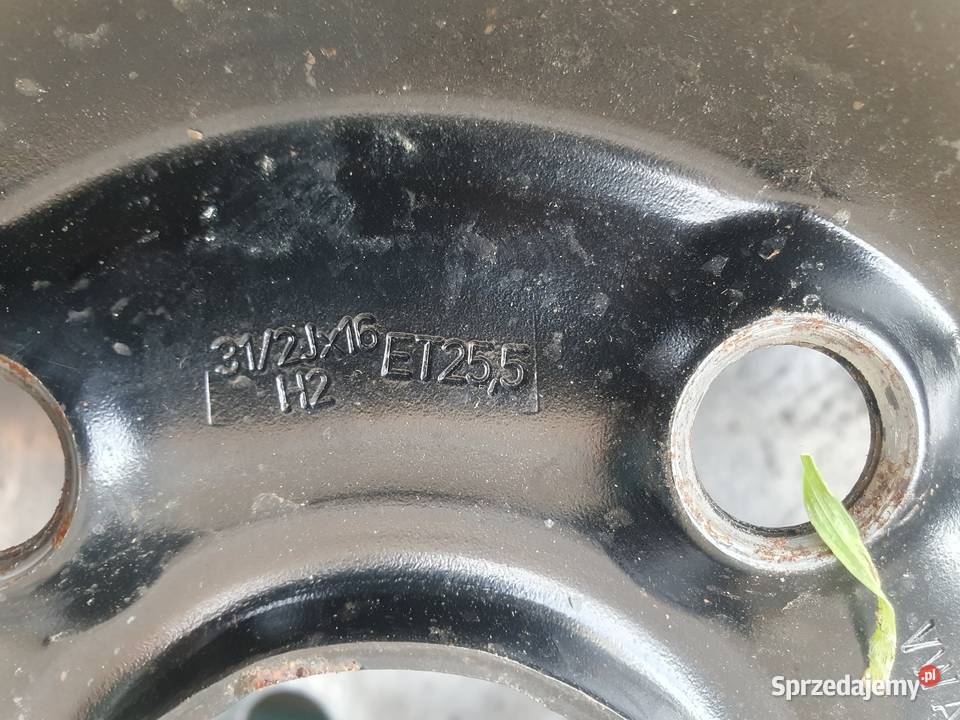 31/2Jx16 ET25,5
H2
Sprzedajemy.pl